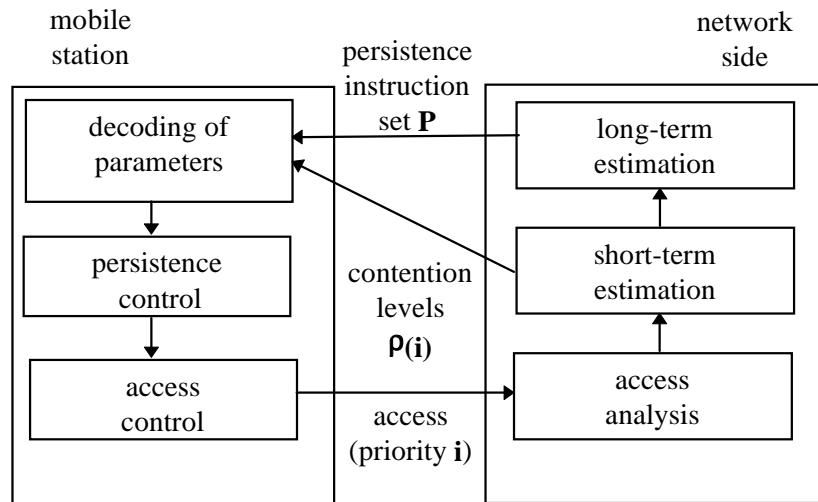 mobile
station
persistence
instruction
set P
network
side
decoding of
parameters
long-term
estimation
persistence
control
contention
levels
ρ(i)
short-term
estimation
access
control
access
(priority i)
access
analysis